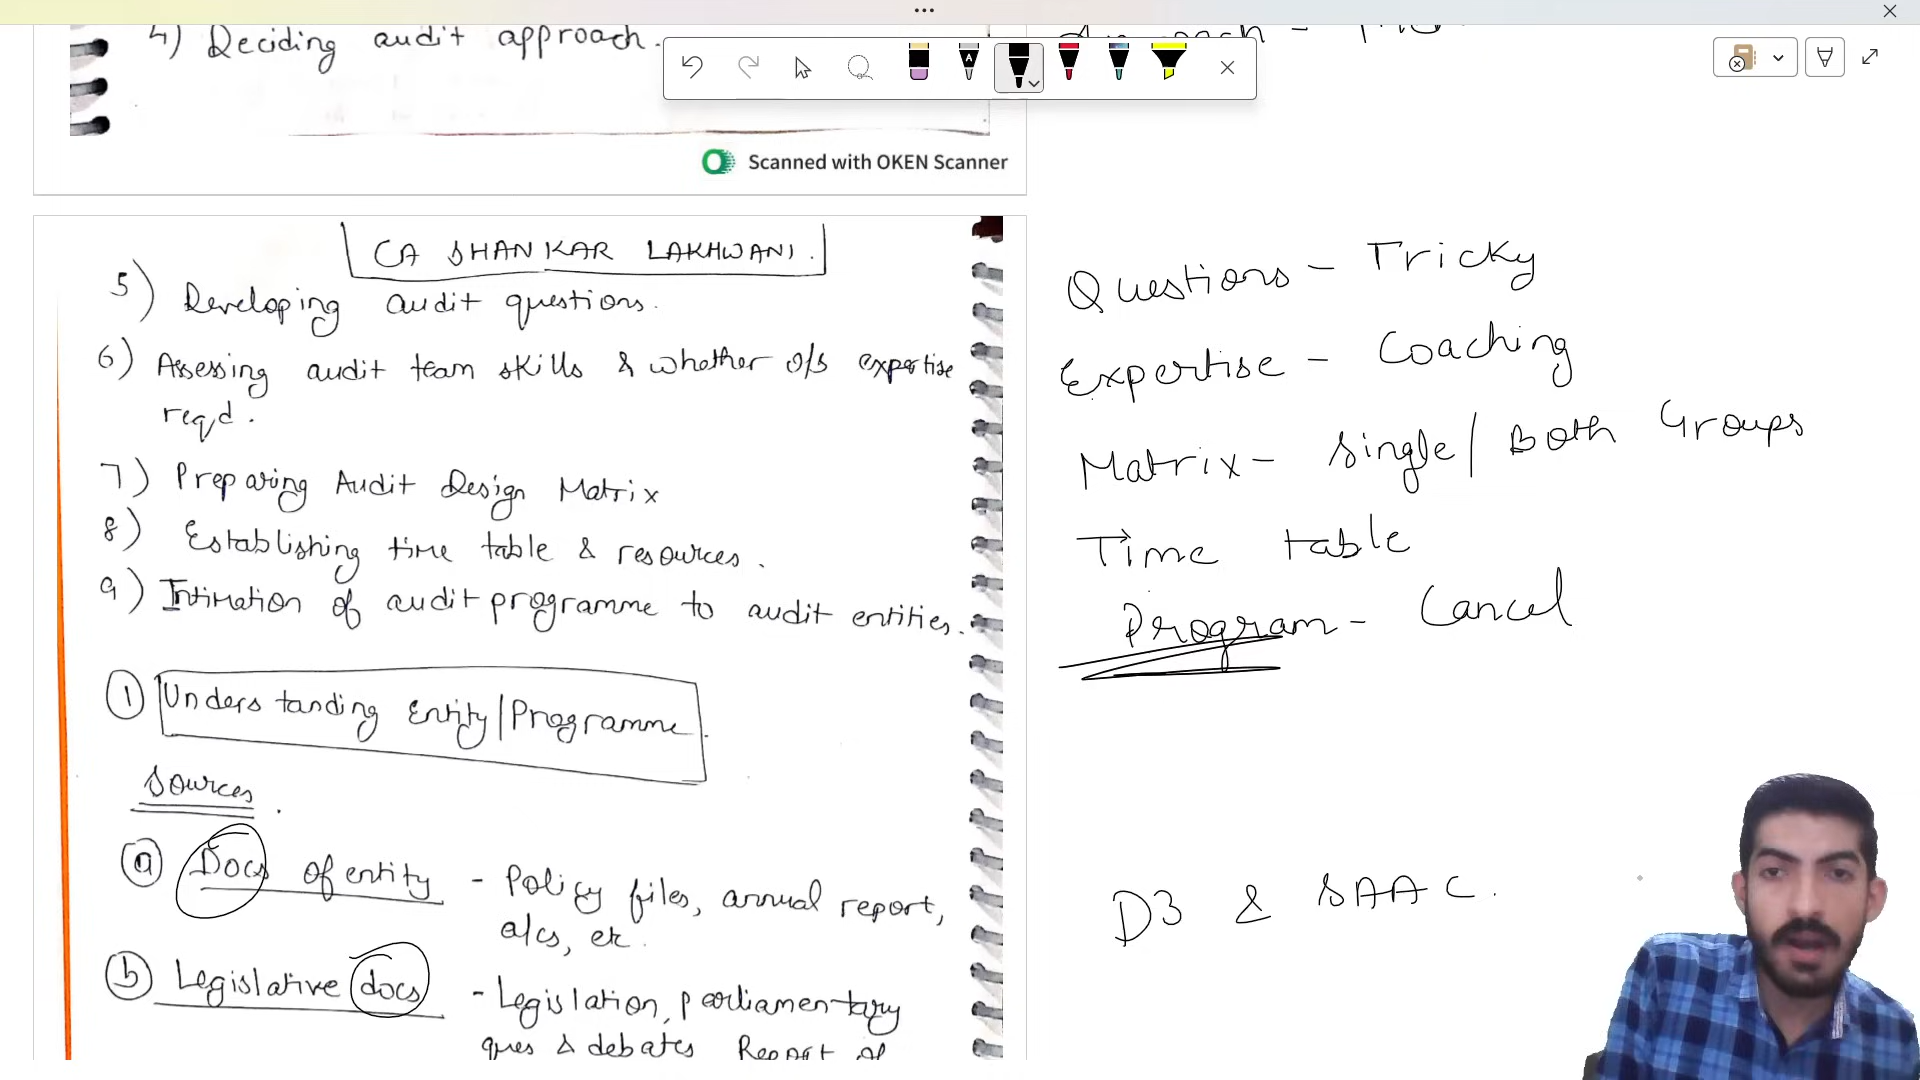 4) Deciding audit approach.
Scanned with OKEN Scanner
CA SHANKAR LAKHWANI.
5) Developing audit questions.
6) Assessing audit team skills & whether o/s expertise
reqd.
7) Preparing Audit Design Matrix
8) Establishing time table & resources.
9) Intimation of audit programme to audit entities.
1 Understanding Entity/Programme.
Sources.
a Docs of entity - Policy files, annual report,
a/cs, etc.
b Legislative docs - Legislation, parliamentary
ques & debates Report of
Questions - Tricky
Expertise - Coaching
Matrix - Single/Both Groups
Time table
Program - Cancel
D3 & SAAC.